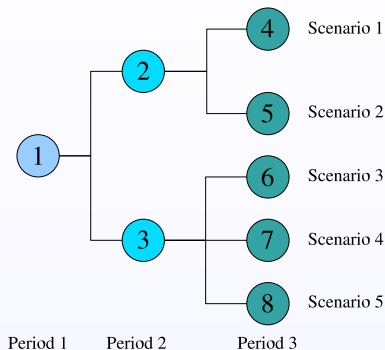 4 Scenario 1
2
5 Scenario 2
1
6 Scenario 3
3 7 Scenario 4
8 Scenario 5
Period 1 Period 2 Period 3